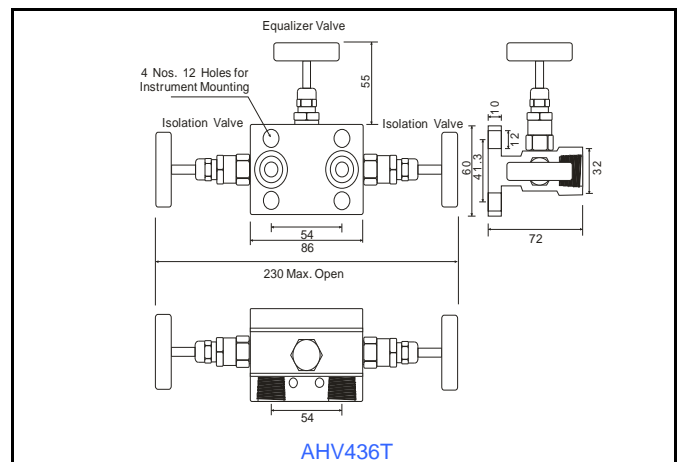 Equalizer Valve
4 Nos. 12 Holes for
Instrument Mounting
55
Isolation Valve
Isolation Valve
10
12
41.3
60
32
54
86
72
230 Max. Open
54
AHV436T